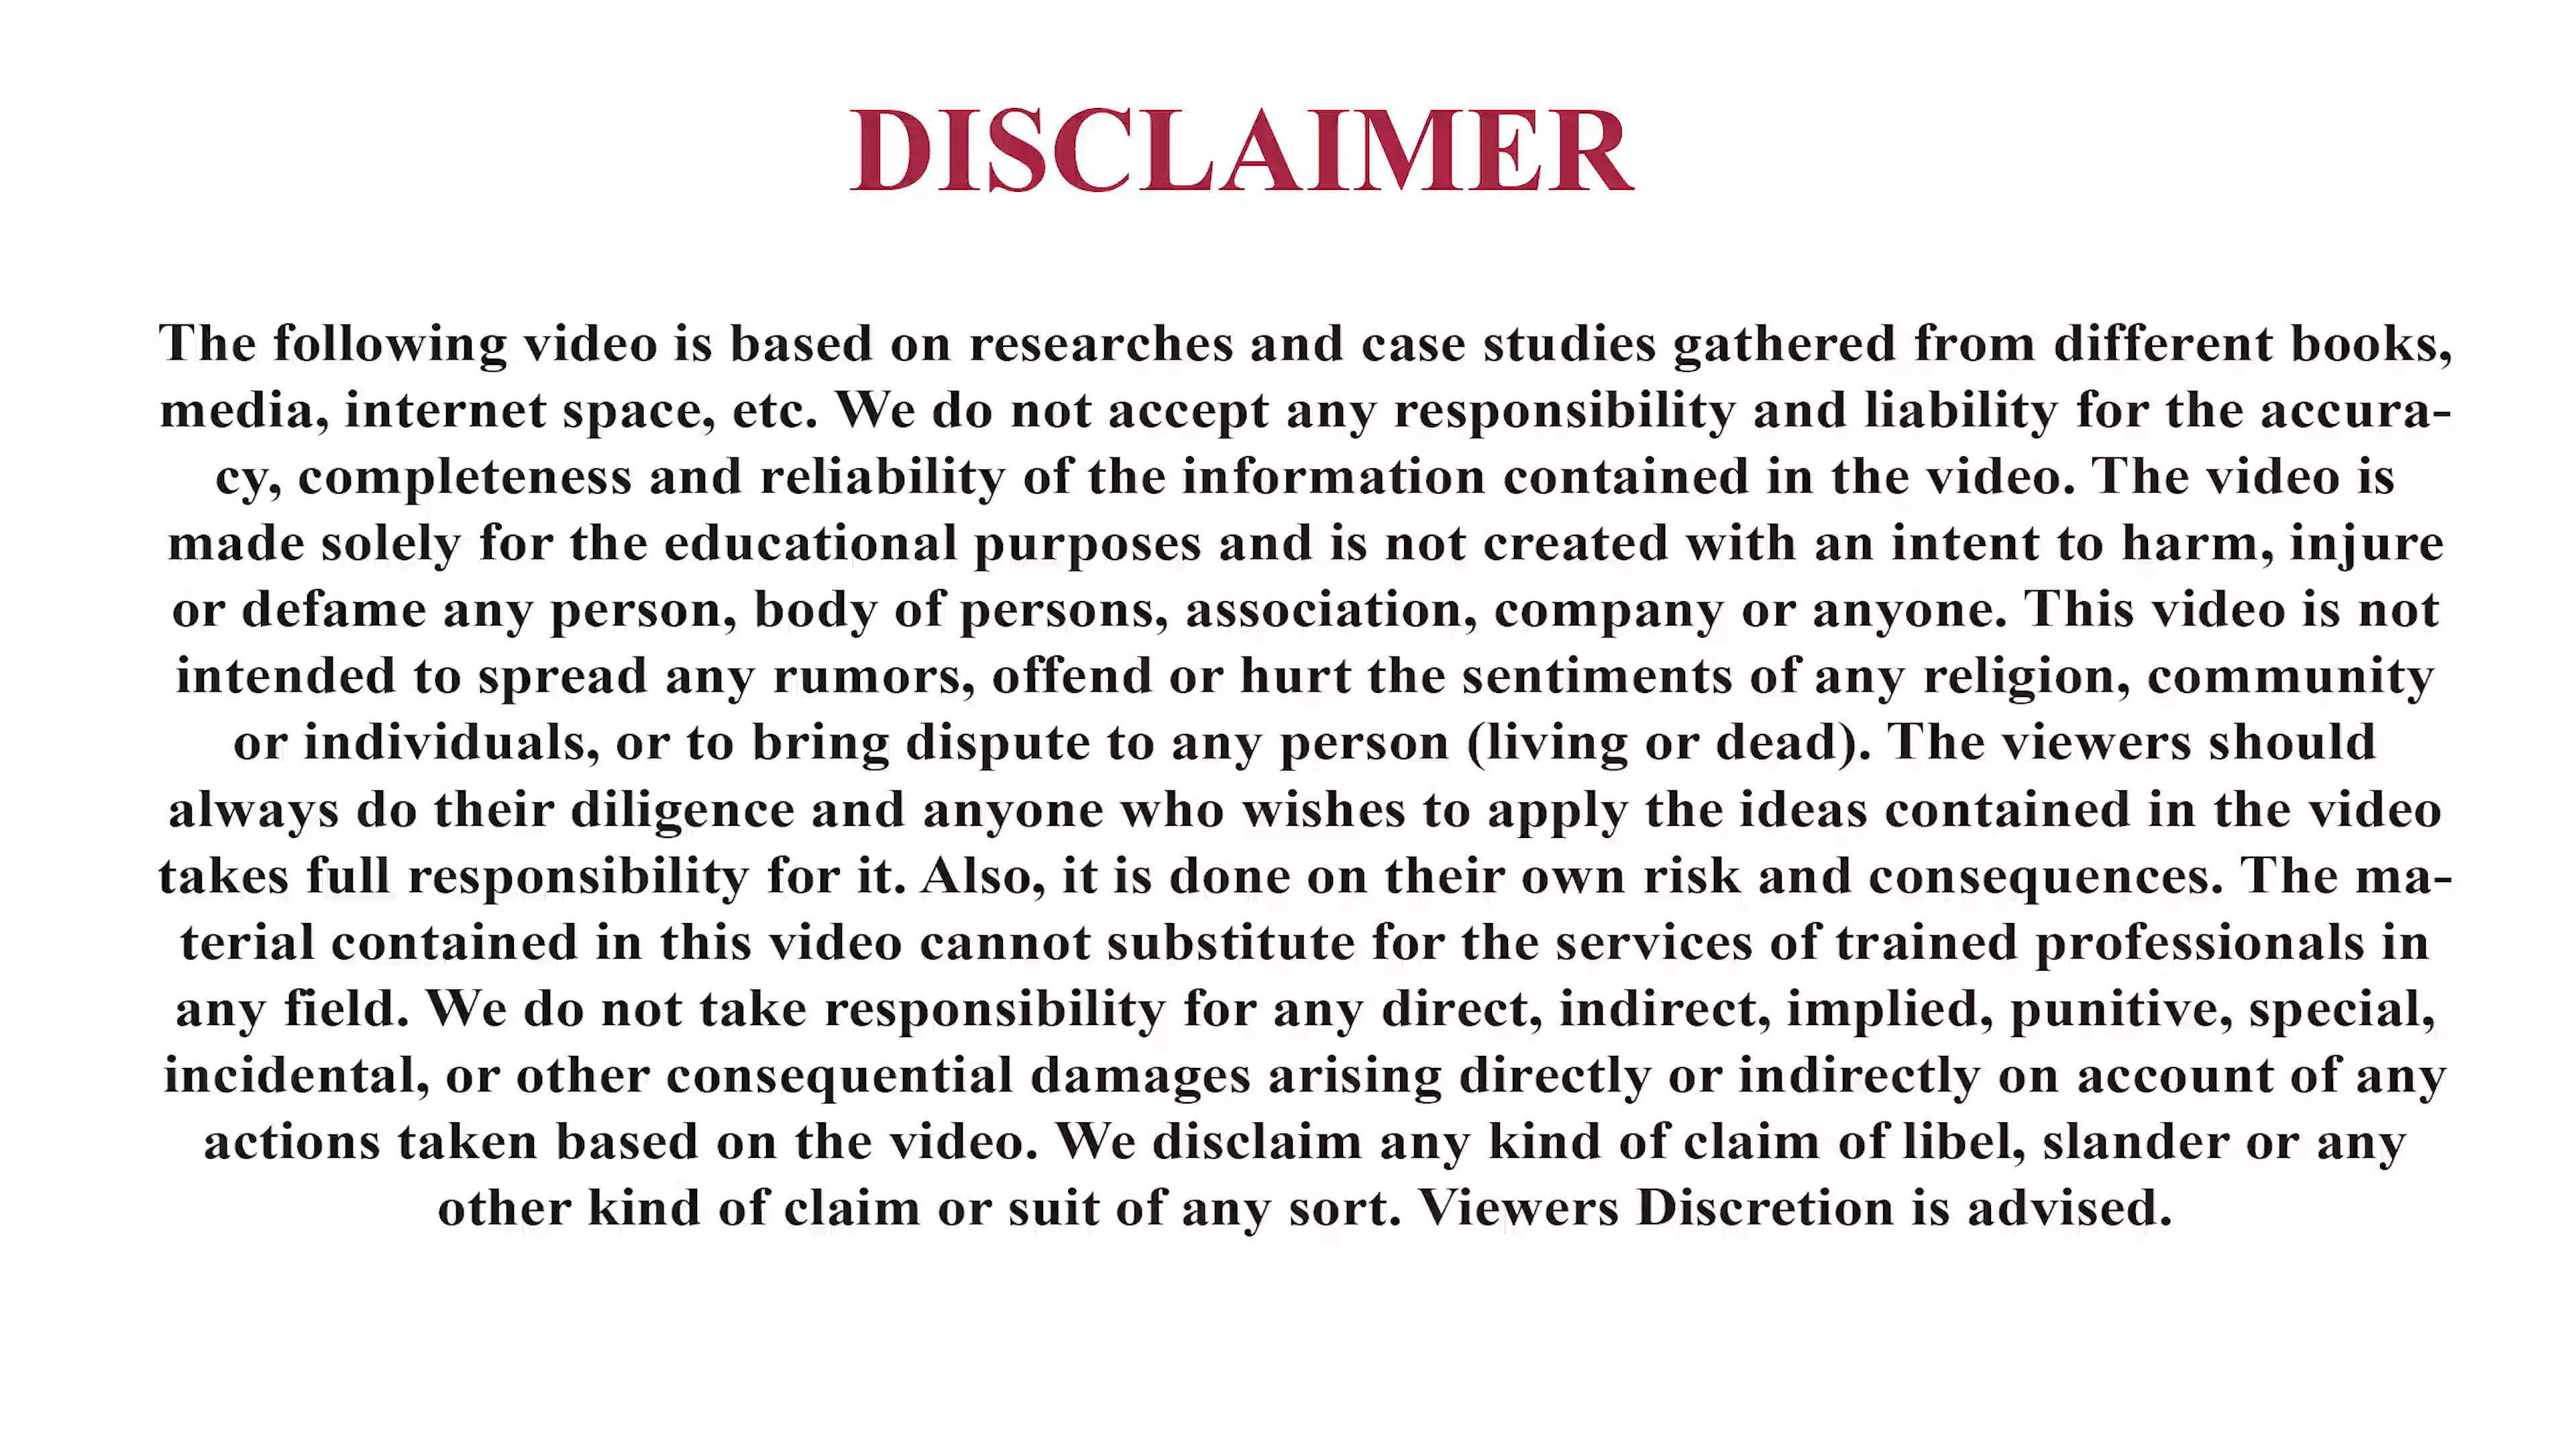 DISCLAIMER
The following video is based on researches and case studies gathered from different books,
media, internet space, etc. We do not accept any responsibility and liability for the accura-
cy, completeness and reliability of the information contained in the video. The video is
made solely for the educational purposes and is not created with an intent to harm, injure
or defame any person, body of persons, association, company or anyone. This video is not
intended to spread any rumors, offend or hurt the sentiments of any religion, community
or individuals, or to bring dispute to any person (living or dead). The viewers should
always do their diligence and anyone who wishes to apply the ideas contained in the video
takes full responsibility for it. Also, it is done on their own risk and consequences. The ma-
terial contained in this video cannot substitute for the services of trained professionals in
any field. We do not take responsibility for any direct, indirect, implied, punitive, special,
incidental, or other consequential damages arising directly or indirectly on account of any
actions taken based on the video. We disclaim any kind of claim of libel, slander or any
other kind of claim or suit of any sort. Viewers Discretion is advised.